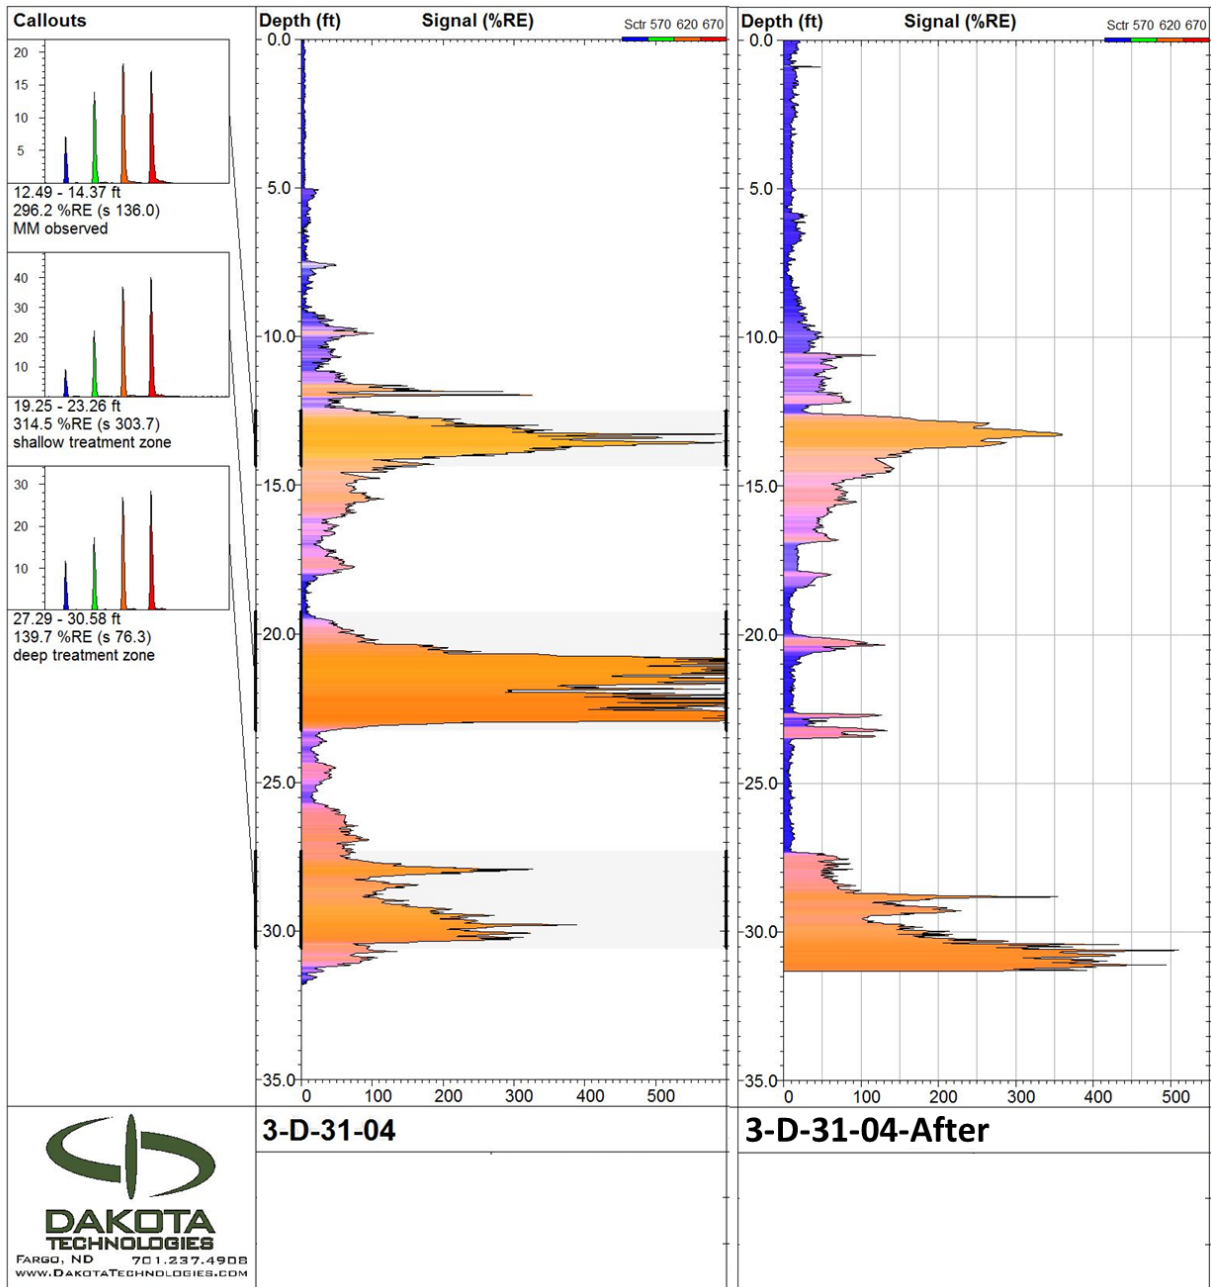 Callouts
20
15
10
5
12.49 - 14.37 ft
296.2 %RE (s 136.0)
MM observed
40
30
20
10
19.25 - 23.26 ft
314.5 %RE (s 303.7)
shallow treatment zone
30
20
10
27.29 - 30.58 ft
139.7 %RE (s 76.3)
deep treatment zone
Depth (ft) Signal (%RE) Sctr 570 620 670
0.0
5.0
10.0
15.0
20.0
25.0
30.0
35.0
0 100 200 300 400 500
3-D-31-04
Depth (ft) Signal (%RE) Sctr 570 620 670
0.0
5.0
10.0
15.0
20.0
25.0
30.0
35.0
0 100 200 300 400 500
3-D-31-04-After
DAKOTA
TECHNOLOGIES
FARGO, ND 701.237.4908
WWW.DAKOTATECHNOLOGIES.COM